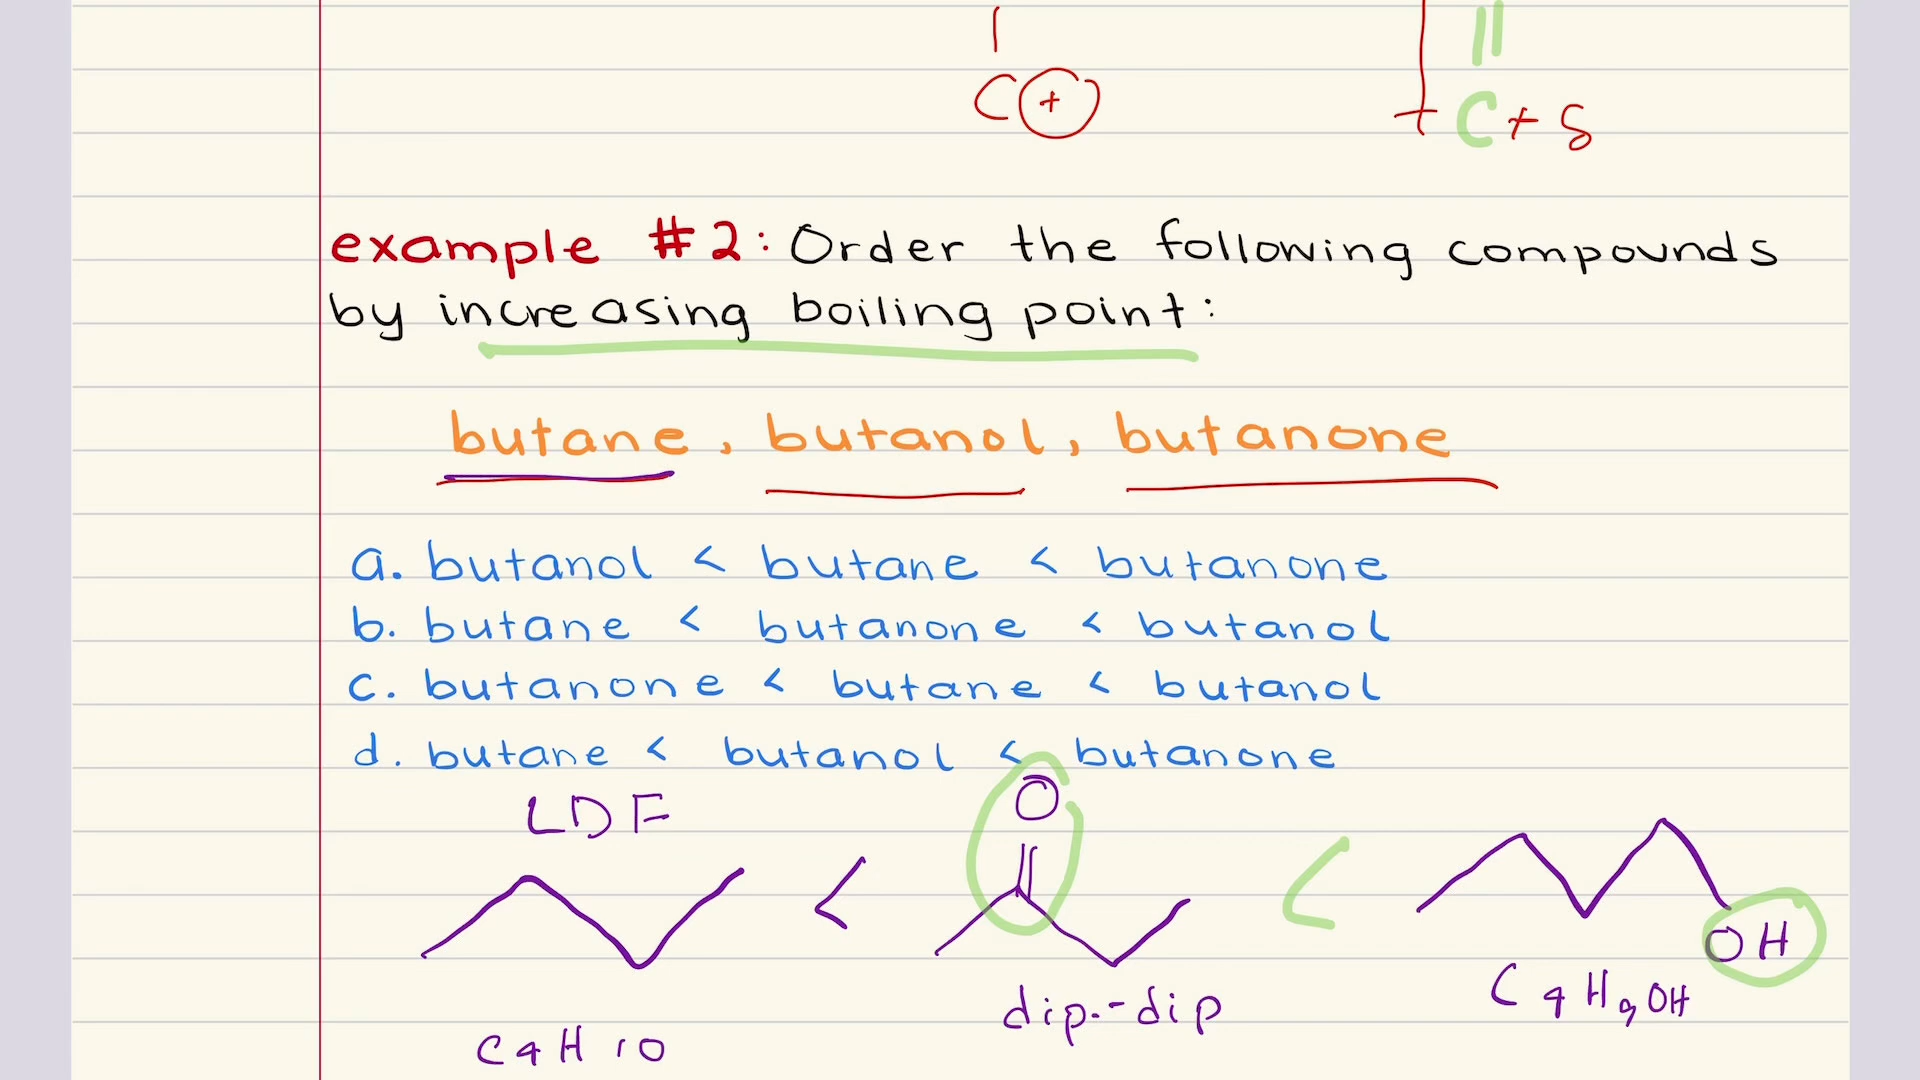 C +
+ C + δ
example #2: Order the following compounds
by increasing boiling point:
butane, butanol, butanone
a. butanol < butane < butanone
b. butane < butanone < butanol
c. butanone < butane < butanol
d. butane < butanol < butanone
LDF
O
< <
OH
dip.-dip
C4H9OH
C4H10